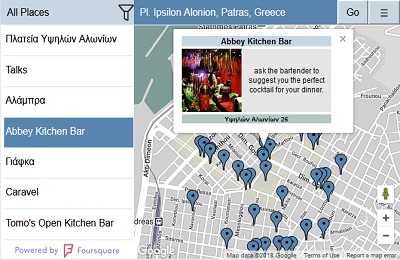 All Places
Pl. Ipsilon Alonion, Patras, Greece
Go
☰
Πλατεία Υψηλών Αλωνίων
Talks
Αλάμπρα
Abbey Kitchen Bar
Γιάφκα
Caravel
Tomo's Open Kitchen Bar
Powered by Foursquare
Abbey Kitchen Bar
×
ask the bartender to
suggest you the perfect
cocktail for your dinner.
Υψηλών Αλωνίων 26
Akti Dimeon
+
−
Map data ©2018 Google Terms of Use Report a map error